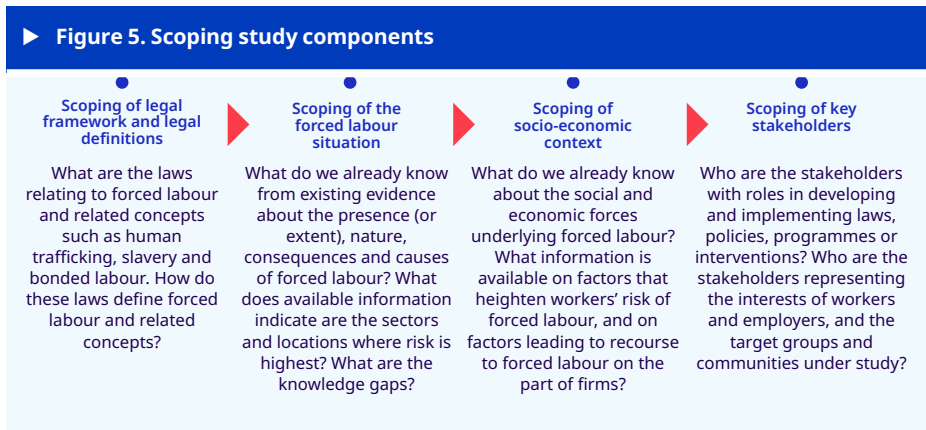 Figure 5. Scoping study components
Scoping of legal
framework and legal
definitions
What are the laws
relating to forced labour
and related concepts
such as human
trafficking, slavery and
bonded labour. How do
these laws define forced
labour and related
concepts?
Scoping of the
forced labour
situation
What do we already know
from existing evidence
about the presence (or
extent), nature,
consequences and causes
of forced labour? What
does available information
indicate are the sectors
and locations where risk is
highest? What are the
knowledge gaps?
Scoping of
socio-economic
context
What do we already know
about the social and
economic forces
underlying forced labour?
What information is
available on factors that
heighten workers’ risk of
forced labour, and on
factors leading to recourse
to forced labour on the
part of firms?
Scoping of key
stakeholders
Who are the stakeholders
with roles in developing
and implementing laws,
policies, programmes or
interventions? Who are the
stakeholders representing
the interests of workers
and employers, and the
target groups and
communities under study?